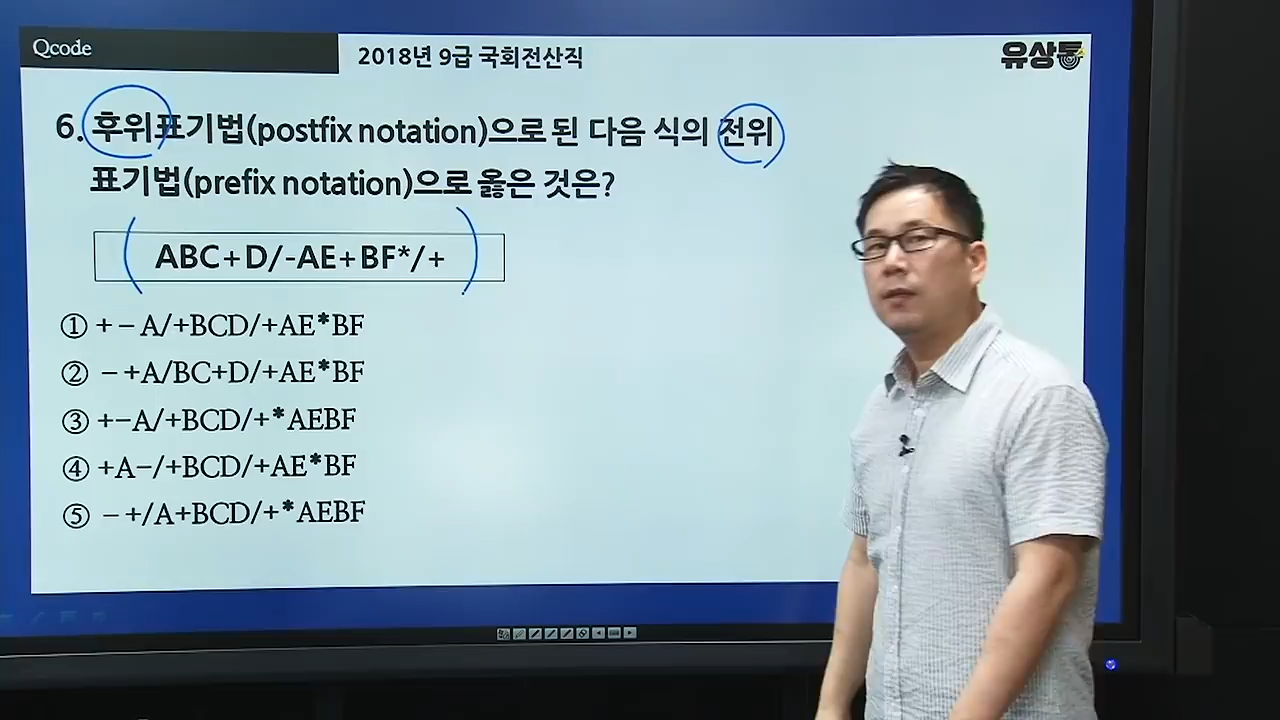 Qcode
2018년 9급 국회전산직
유상통
6. 후위표기법(postfix notation)으로 된 다음 식의 전위
표기법(prefix notation)으로 옳은 것은?
ABC+D/-AE+BF*/+
① +-A/+BCD/+AE*BF
② -+A/BC+D/+AE*BF
③ +-A/+BCD/+*AEBF
④ +A-/+BCD/+AE*BF
⑤ -+/A+BCD/+*AEBF